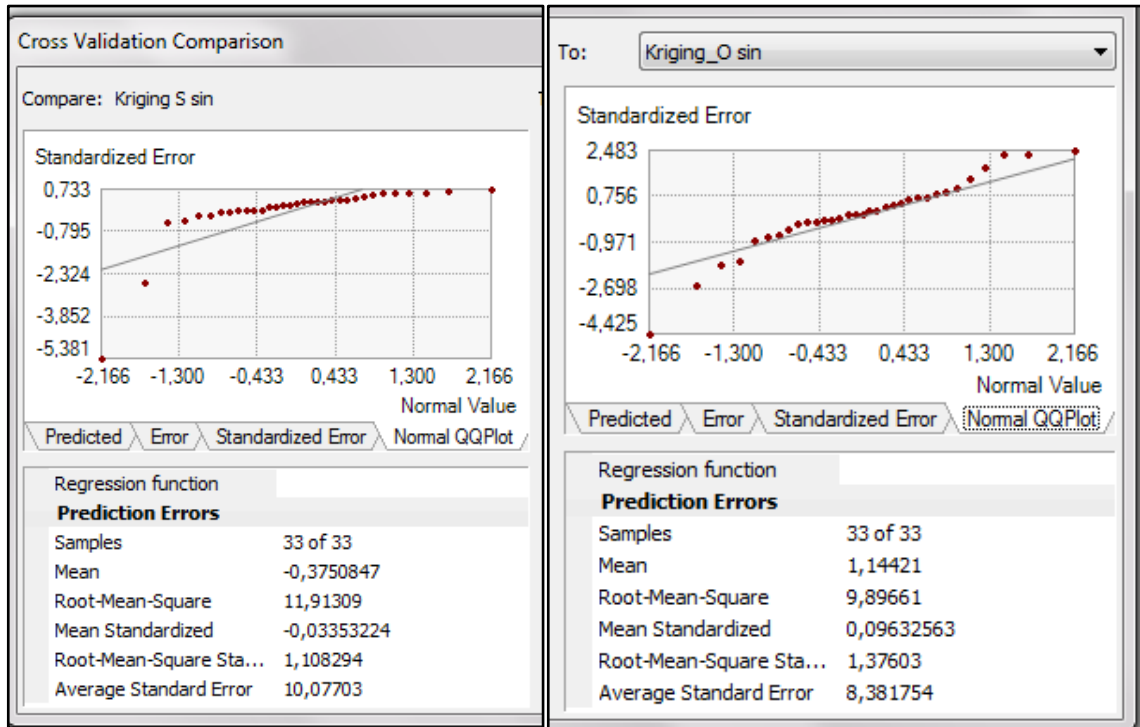 Cross Validation Comparison
Compare: Kriging S sin
Standardized Error
0,733
-0,795
-2,324
-3,852
-5,381
-2,166 -1,300 -0,433 0,433 1,300 2,166
Normal Value
Predicted Error Standardized Error Normal QQPlot
Regression function
Prediction Errors
Samples 33 of 33
Mean -0,3750847
Root-Mean-Square 11,91309
Mean Standardized -0,03353224
Root-Mean-Square Sta... 1,108294
Average Standard Error 10,07703
To: Kriging_O sin
Standardized Error
2,483
0,756
-0,971
-2,698
-4,425
-2,166 -1,300 -0,433 0,433 1,300 2,166
Normal Value
Predicted Error Standardized Error Normal QQPlot
Regression function
Prediction Errors
Samples 33 of 33
Mean 1,14421
Root-Mean-Square 9,89661
Mean Standardized 0,09632563
Root-Mean-Square Sta... 1,37603
Average Standard Error 8,381754